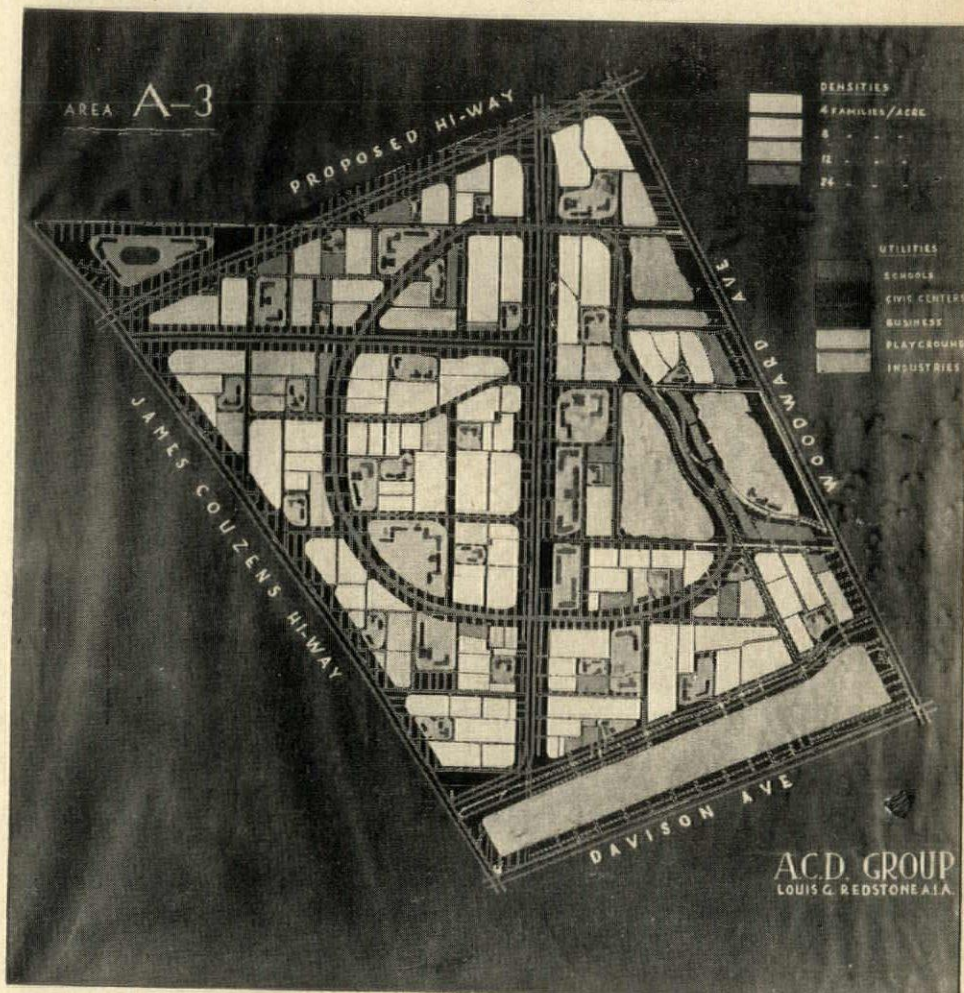 AREA A-3
PROPOSED HI-WAY
DENSITIES
4 FAMILIES/ACRE
8 " " "
12 " " "
24 " " "
UTILITIES
SCHOOLS
CIVIC CENTERS
BUSINESS
PLAYGROUND
INDUSTRIES
WOODWARD AVE
JAMES COUZENS HI-WAY
DAVISON AVE
A.C.D. GROUP
LOUIS G. REDSTONE A.I.A.